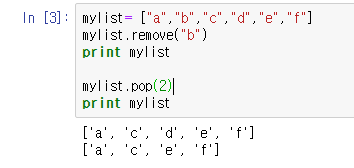 In [3]: mylist= ["a","b","c","d","e","f"]
mylist.remove("b")
print mylist

mylist.pop(2)
print mylist

['a', 'c', 'd', 'e', 'f']
['a', 'c', 'e', 'f']